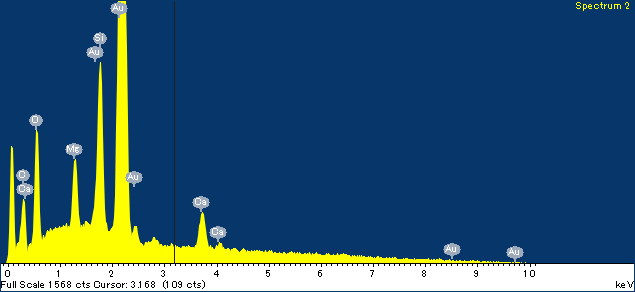 Spectrum 2
Au
Si
Au
O
Mg
C
Ca
Au
Ca
Ca
Au
Au
0 1 2 3 4 5 6 7 8 9 10
Full Scale 1568 cts Cursor: 3.168 (109 cts) keV